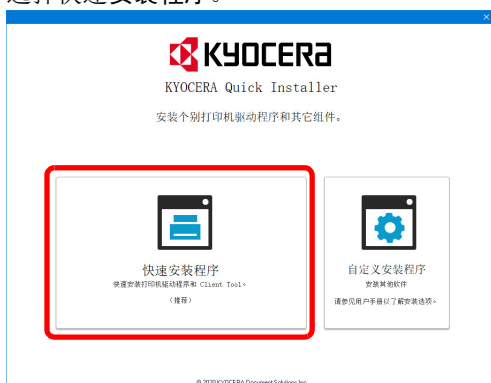 选择快速安装程序。
KYOCERA
KYOCERA Quick Installer
安装个别打印机驱动程序和其它组件。
快速安装程序
快速安装打印机驱动程序和 Client Tool。
（推荐）
自定义安装程序
安装其他软件
请参见用户手册以了解安装选项。
© 2020 KYOCERA Document Solutions Inc.